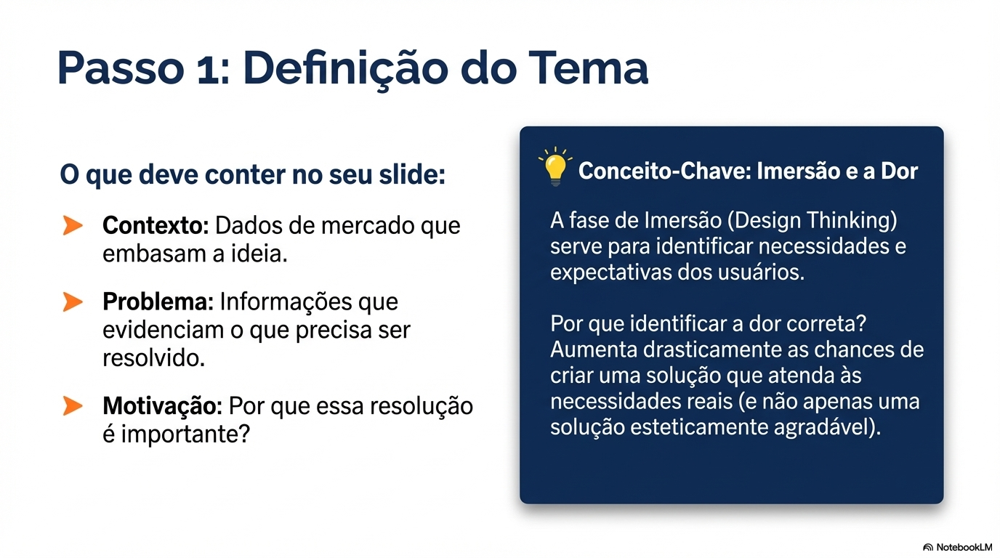 Passo 1: Definição do Tema
O que deve conter no seu slide:
Contexto: Dados de mercado que
embasam a ideia.
Problema: Informações que
evidenciam o que precisa ser
resolvido.
Motivação: Por que essa resolução
é importante?
Conceito-Chave: Imersão e a Dor
A fase de Imersão (Design Thinking)
serve para identificar necessidades e
expectativas dos usuários.
Por que identificar a dor correta?
Aumenta drasticamente as chances de
criar uma solução que atenda às
necessidades reais (e não apenas uma
solução esteticamente agradável).
NotebookLM